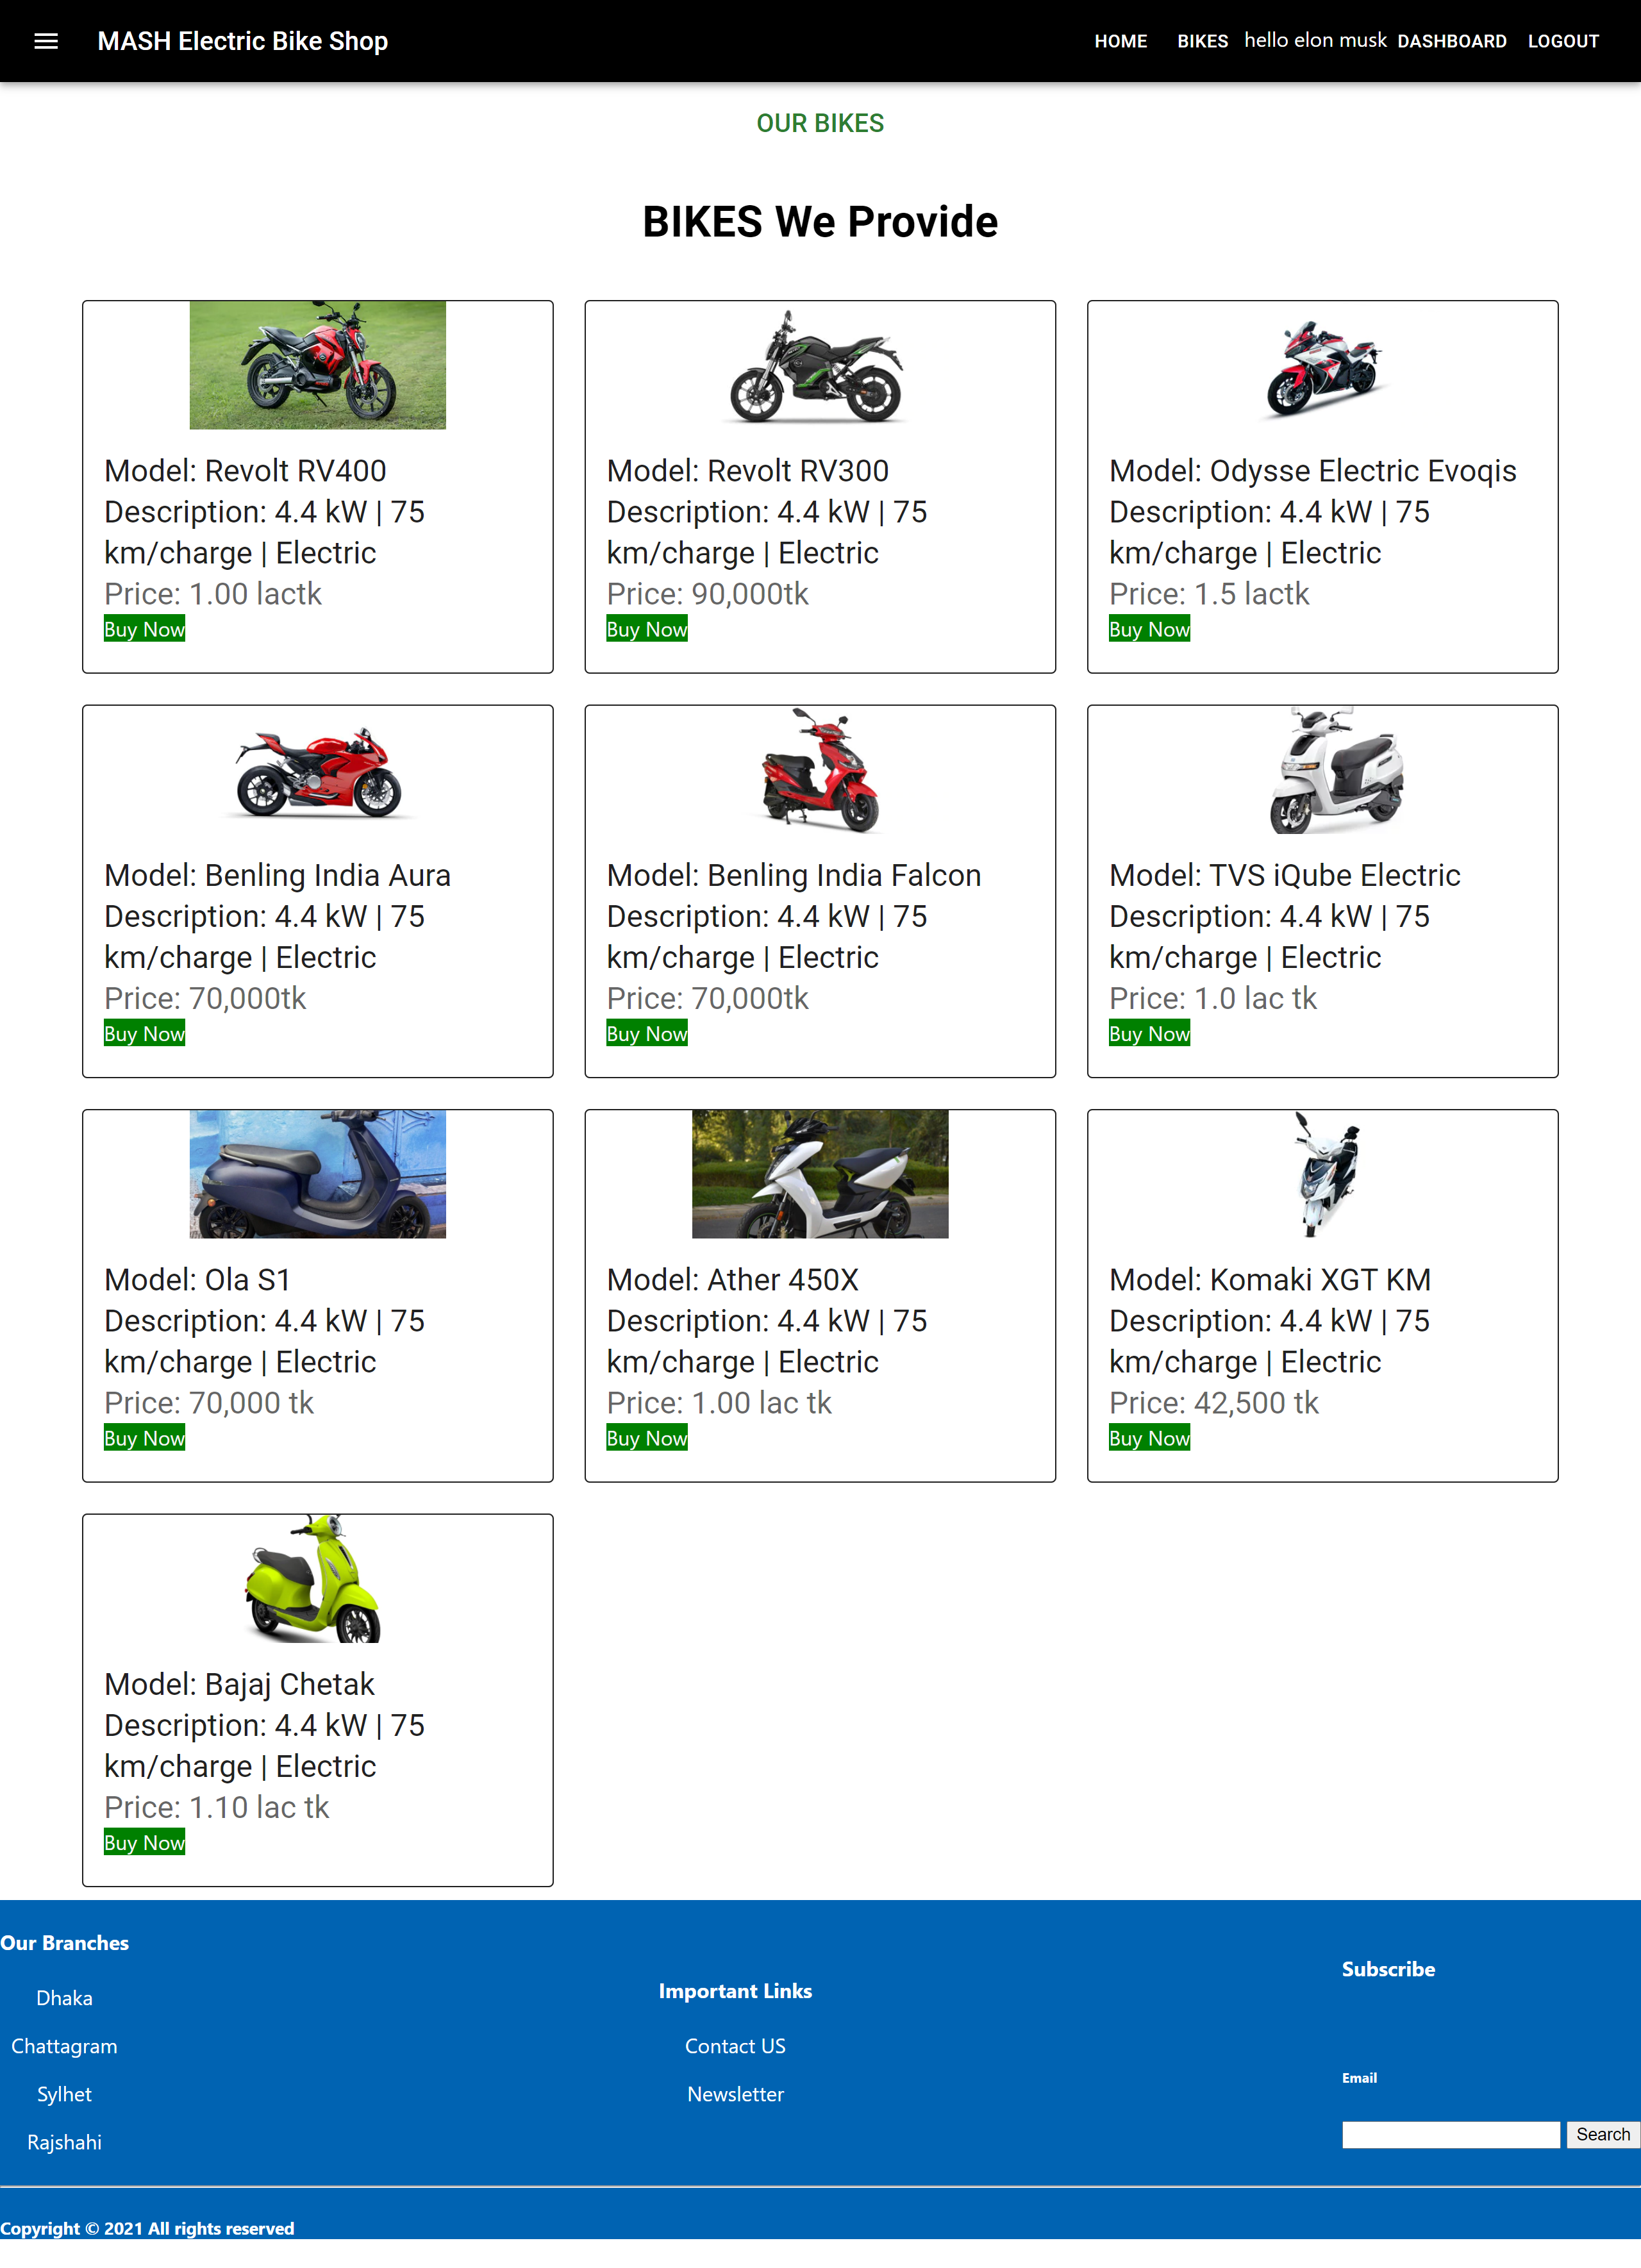 MASH Electric Bike Shop
HOME BIKES hello elon musk DASHBOARD LOGOUT
OUR BIKES
BIKES We Provide
Model: Revolt RV400
Description: 4.4 kW | 75
km/charge | Electric
Price: 1.00 lactk
Buy Now
Model: Revolt RV300
Description: 4.4 kW | 75
km/charge | Electric
Price: 90,000tk
Buy Now
Model: Odysse Electric Evoqis
Description: 4.4 kW | 75
km/charge | Electric
Price: 1.5 lactk
Buy Now
Model: Benling India Aura
Description: 4.4 kW | 75
km/charge | Electric
Price: 70,000tk
Buy Now
Model: Benling India Falcon
Description: 4.4 kW | 75
km/charge | Electric
Price: 70,000tk
Buy Now
Model: TVS iQube Electric
Description: 4.4 kW | 75
km/charge | Electric
Price: 1.0 lac tk
Buy Now
Model: Ola S1
Description: 4.4 kW | 75
km/charge | Electric
Price: 70,000 tk
Buy Now
Model: Ather 450X
Description: 4.4 kW | 75
km/charge | Electric
Price: 1.00 lac tk
Buy Now
Model: Komaki XGT KM
Description: 4.4 kW | 75
km/charge | Electric
Price: 42,500 tk
Buy Now
Model: Bajaj Chetak
Description: 4.4 kW | 75
km/charge | Electric
Price: 1.10 lac tk
Buy Now
Our Branches
Dhaka
Chattagram
Sylhet
Rajshahi
Important Links
Contact US
Newsletter
Subscribe
Email
Search
Copyright © 2021 All rights reserved